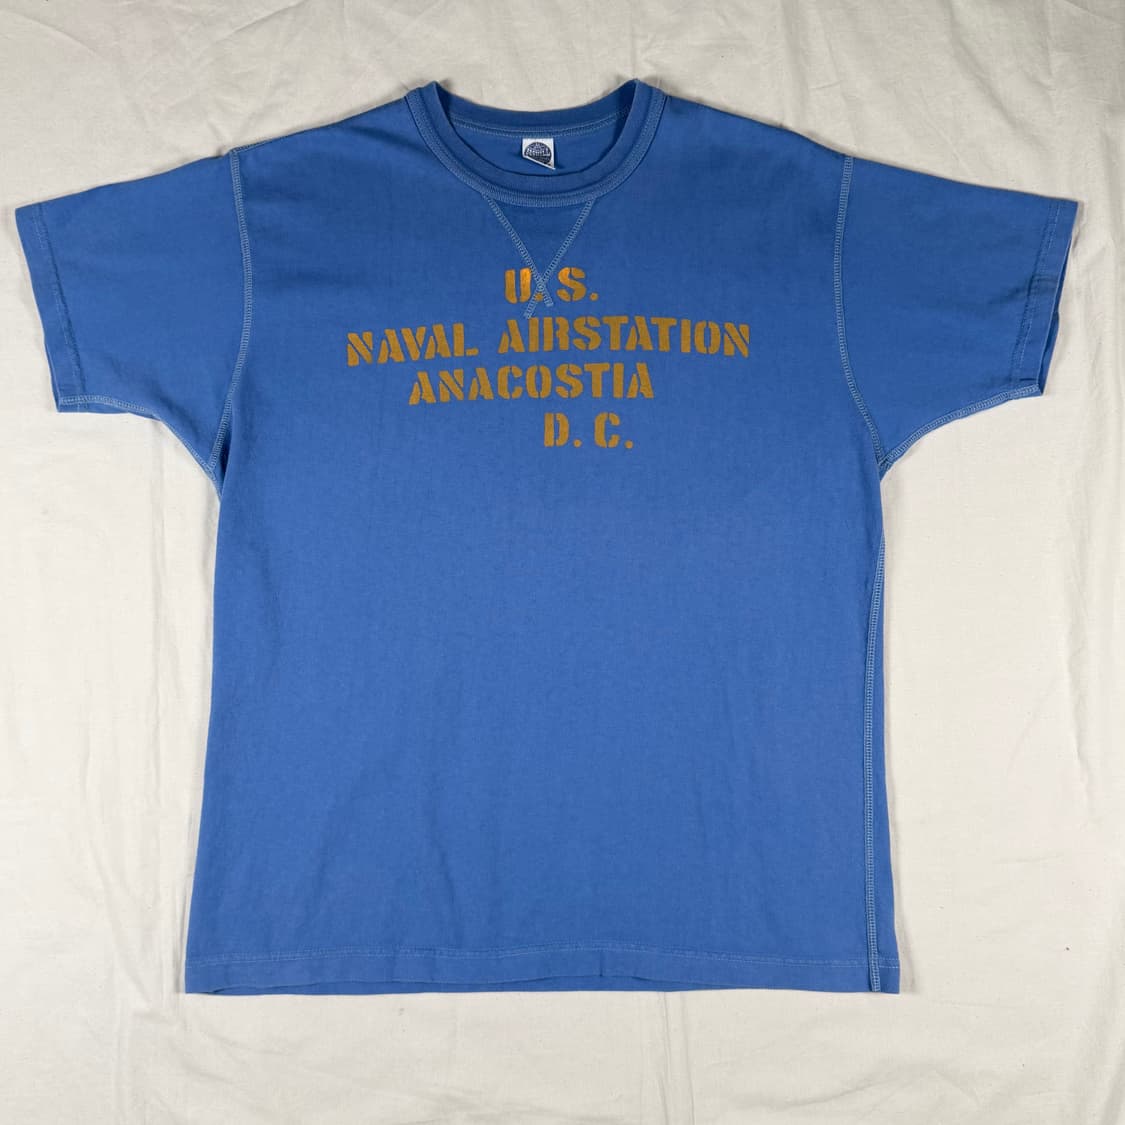 U.S.
NAVAL AIRSTATION
ANACOSTIA
D.C.